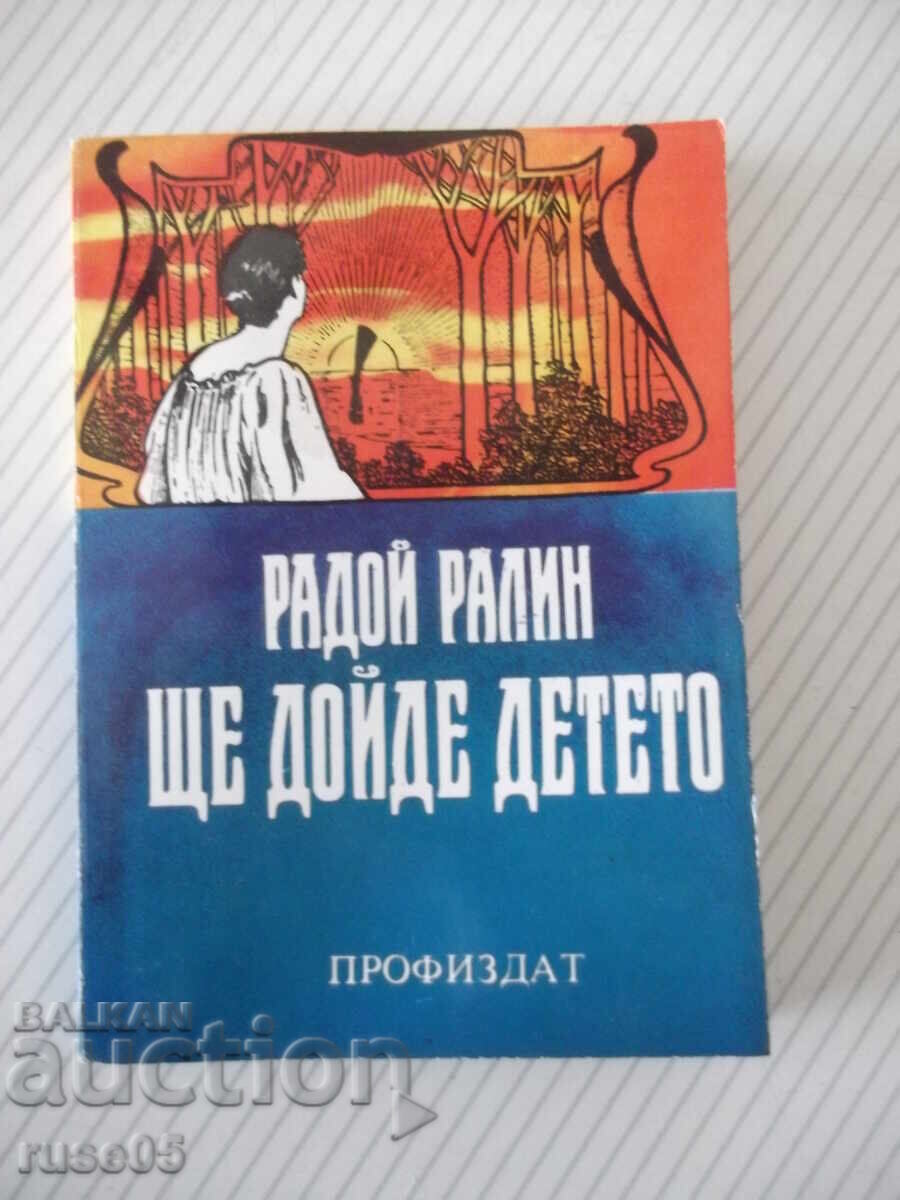 РАДОЙ РАЛИН
ЩЕ ДОЙДЕ ДЕТЕТО
ПРОФИЗДАТ
BALKAN
auction
ruse05